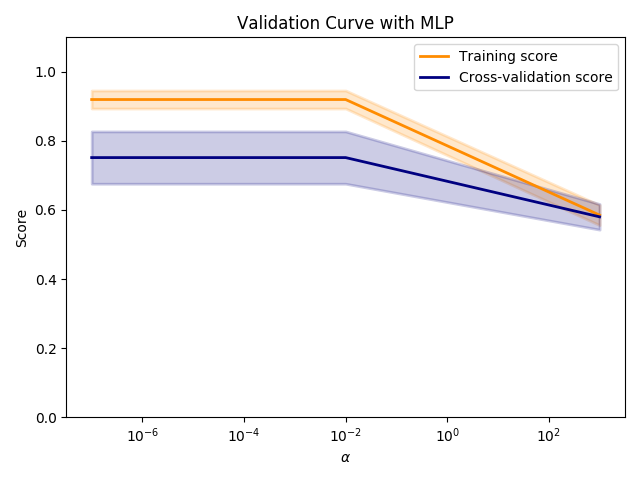 Validation Curve with MLP
Training score
Cross-validation score
Score
1.0
0.8
0.6
0.4
0.2
0.0
10⁻⁶ 10⁻⁴ 10⁻² 10⁰ 10²
α